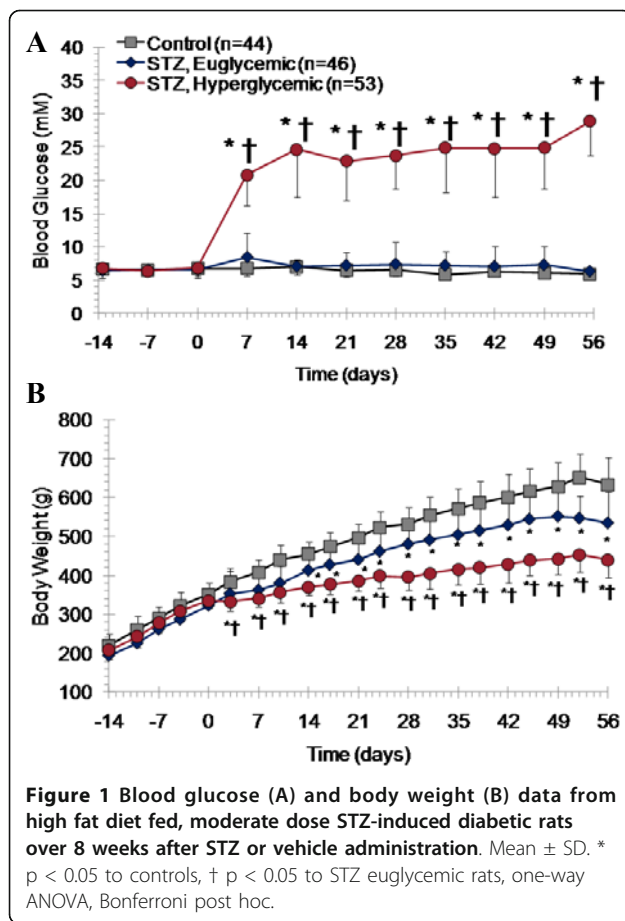 A
Control (n=44)
STZ, Euglycemic (n=46)
STZ, Hyperglycemic (n=53)
* † * † * † * † * † * † * † * †
Blood Glucose (mM)
40
35
30
25
20
15
10
5
0
-14 -7 0 7 14 21 28 35 42 49 56
Time (days)
B
Body Weight (g)
800
700
600
500
400
300
200
100
* * * * * * * * * * * * *
*† *† *† *† *† *† *† *† *† *† *† *† *† *† *† *†
-14 -7 0 7 14 21 28 35 42 49 56
Time (days)
Figure 1 Blood glucose (A) and body weight (B) data from
high fat diet fed, moderate dose STZ-induced diabetic rats
over 8 weeks after STZ or vehicle administration. Mean ± SD. *
p < 0.05 to controls, † p < 0.05 to STZ euglycemic rats, one-way
ANOVA, Bonferroni post hoc.